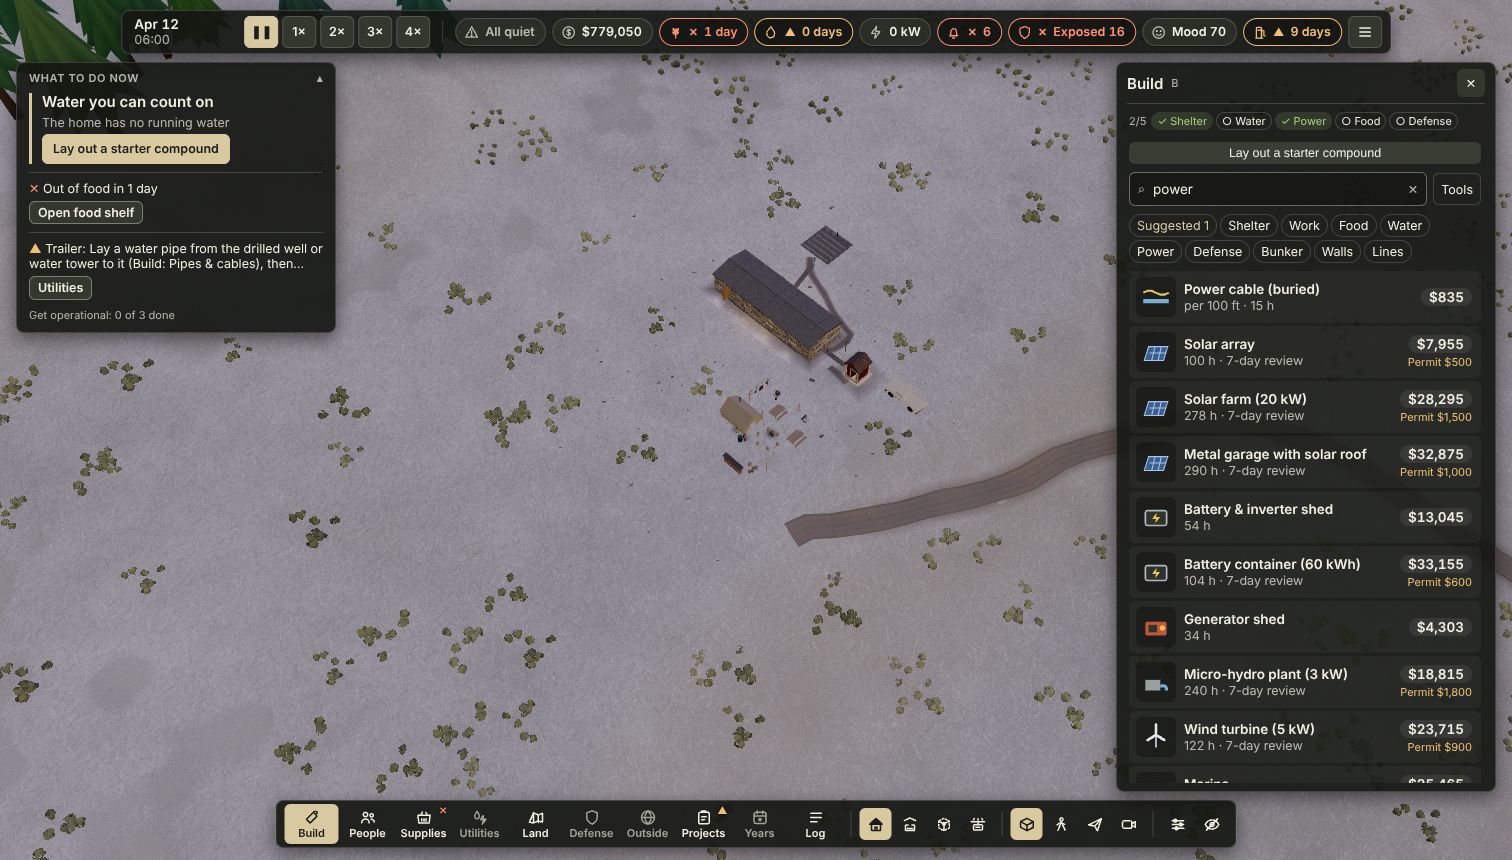 Apr 12
06:00
1× 2× 3× 4×
All quiet
$779,050
1 day
0 days
0 kW
6
Exposed 16
Mood 70
9 days
WHAT TO DO NOW
Water you can count on
The home has no running water
Lay out a starter compound
Out of food in 1 day
Open food shelf
Trailer: Lay a water pipe from the drilled well or
water tower to it (Build: Pipes & cables), then...
Utilities
Get operational: 0 of 3 done
Build B
2/5 Shelter Water Power Food Defense
Lay out a starter compound
power
Tools
Suggested 1 Shelter Work Food Water
Power Defense Bunker Walls Lines
Power cable (buried)
per 100 ft · 15 h
$835
Solar array
100 h · 7-day review
$7,955
Permit $500
Solar farm (20 kW)
278 h · 7-day review
$28,295
Permit $1,500
Metal garage with solar roof
290 h · 7-day review
$32,875
Permit $1,000
Battery & inverter shed
54 h
$13,045
Battery container (60 kWh)
104 h · 7-day review
$33,155
Permit $600
Generator shed
34 h
$4,303
Micro-hydro plant (3 kW)
240 h · 7-day review
$18,815
Permit $1,800
Wind turbine (5 kW)
122 h · 7-day review
$23,715
Permit $900
Build People Supplies Utilities Land Defense Outside Projects Years Log